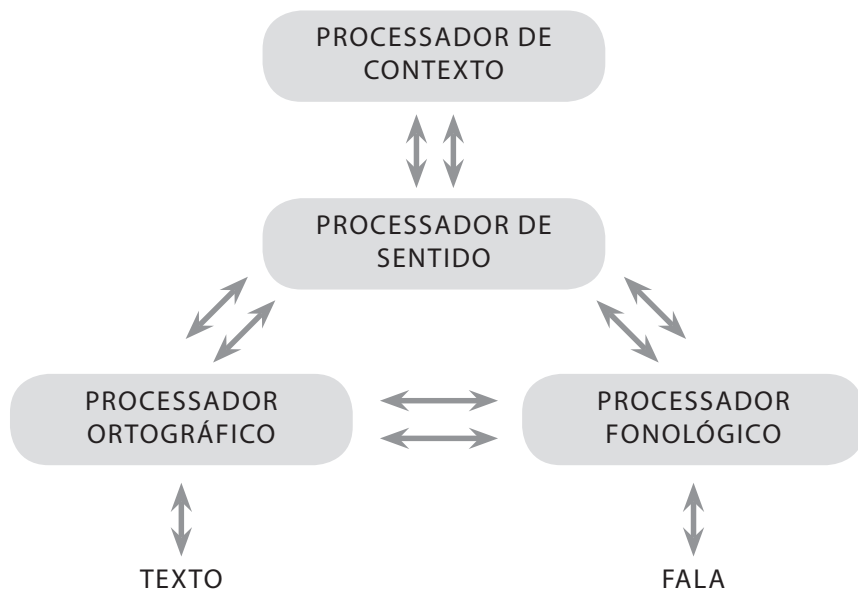 PROCESSADOR DE
CONTEXTO
PROCESSADOR DE
SENTIDO
PROCESSADOR
ORTOGRÁFICO
PROCESSADOR
FONOLÓGICO
TEXTO
FALA